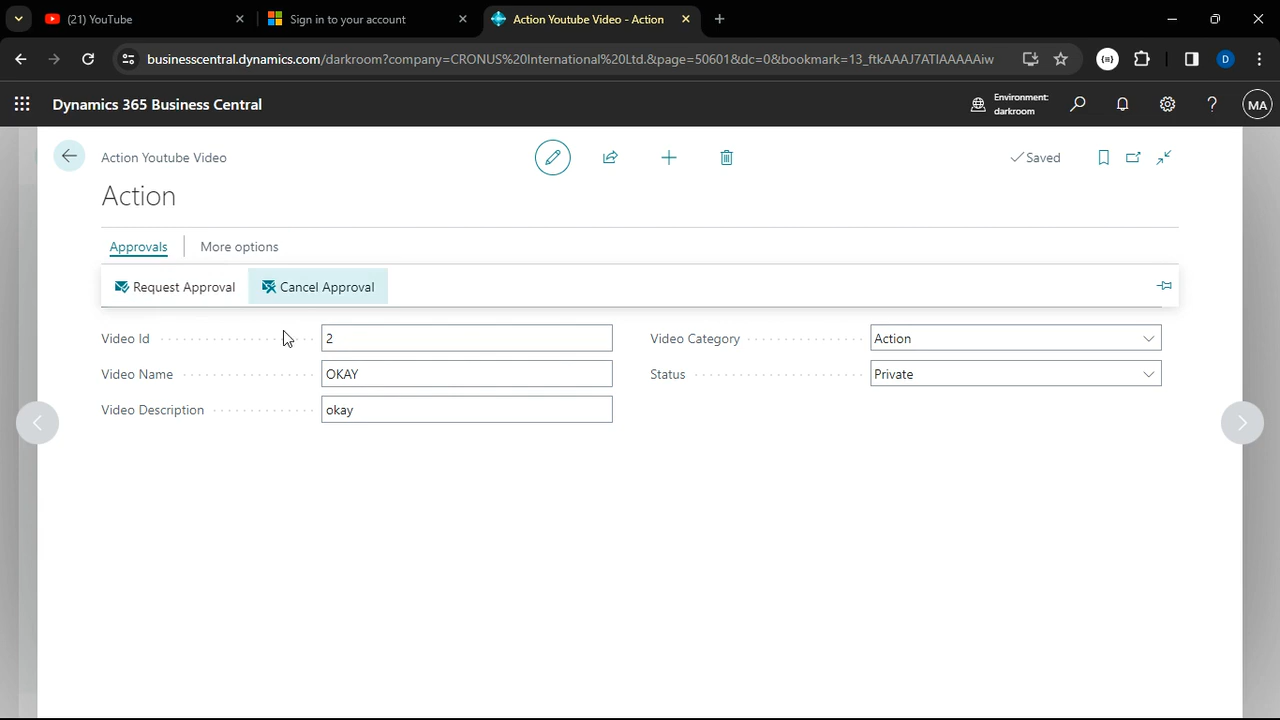 (21) YouTube
Sign in to your account
Action Youtube Video - Action
businesscentral.dynamics.com/darkroom?company=CRONUS%20International%20Ltd.&page=50601&dc=0&bookmark=13_ftkAAAJ7ATIAAAAAiw
D
Dynamics 365 Business Central
Environment:
darkroom
?
MA
Action Youtube Video
Saved
Action
Approvals
More options
Request Approval
Cancel Approval
Video Id
2
Video Category
Action
Video Name
OKAY
Status
Private
Video Description
okay